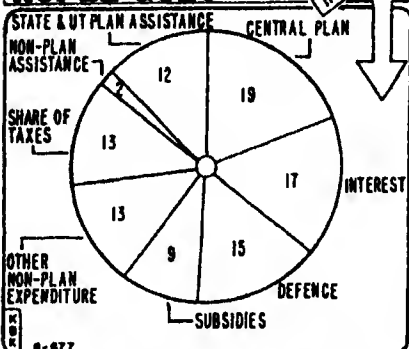 STATE & UT PLAN ASSISTANCE
CENTRAL PLAN
NON-PLAN
ASSISTANCE
12
2
19
SHARE OF
TAXES
13
17
INTEREST
13
9
15
OTHER
NON-PLAN
EXPENDITURE
DEFENCE
SUBSIDIES
KBK